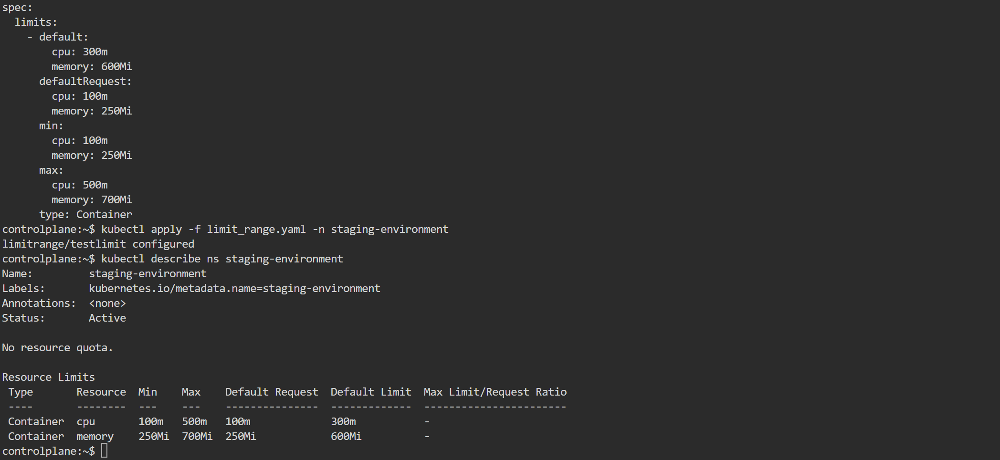 spec:
  limits:
    - default:
        cpu: 300m
        memory: 600Mi
      defaultRequest:
        cpu: 100m
        memory: 250Mi
      min:
        cpu: 100m
        memory: 250Mi
      max:
        cpu: 500m
        memory: 700Mi
      type: Container
controlplane:~$ kubectl apply -f limit_range.yaml -n staging-environment
limitrange/testlimit configured
controlplane:~$ kubectl describe ns staging-environment
Name:         staging-environment
Labels:       kubernetes.io/metadata.name=staging-environment
Annotations:  <none>
Status:       Active

No resource quota.

Resource Limits
 Type       Resource  Min    Max    Default Request  Default Limit  Max Limit/Request Ratio
 ----       --------  ---    ---    ---------------  -------------  -----------------------
 Container  cpu       100m   500m   100m             300m           -
 Container  memory    250Mi  700Mi  250Mi            600Mi          -
controlplane:~$